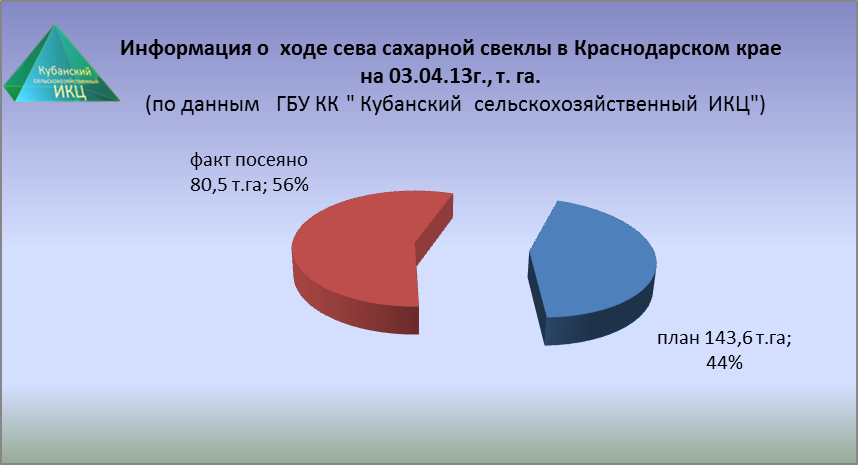 Кубанский
сельскохозяйственный
ИКЦ
Информация о ходе сева сахарной свеклы в Краснодарском крае
на 03.04.13г., т. га.
(по данным ГБУ КК " Кубанский сельскохозяйственный ИКЦ")
факт посеяно
80,5 т.га; 56%
план 143,6 т.га;
44%